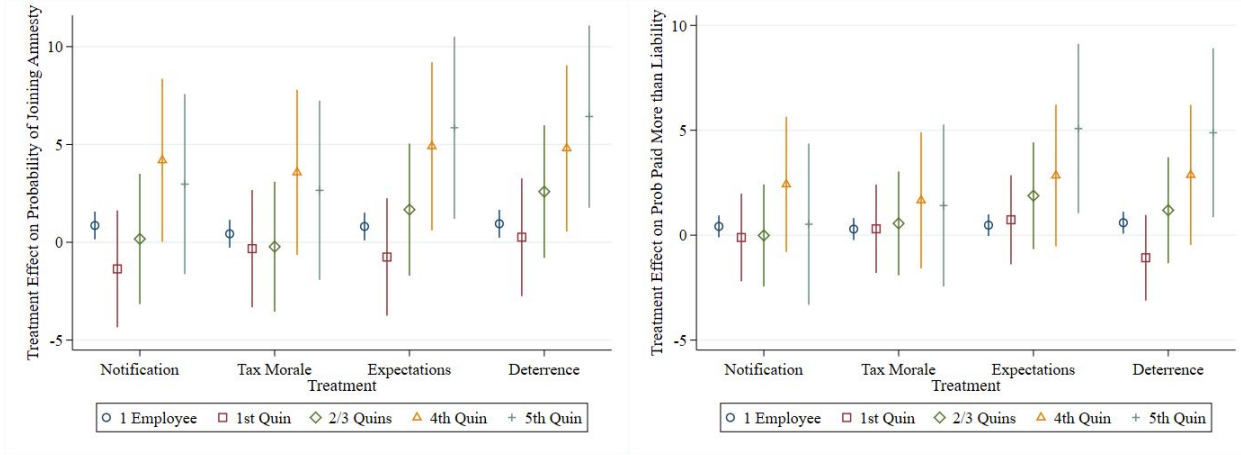 Treatment Effect on Probability of Joining Amnesty
10
5
0
-5
Notification Tax Morale Expectations Deterrence
Treatment
1 Employee 1st Quin 2/3 Quins 4th Quin 5th Quin
Treatment Effect on Prob Paid More than Liability
10
5
0
-5
Notification Tax Morale Expectations Deterrence
Treatment
1 Employee 1st Quin 2/3 Quins 4th Quin 5th Quin